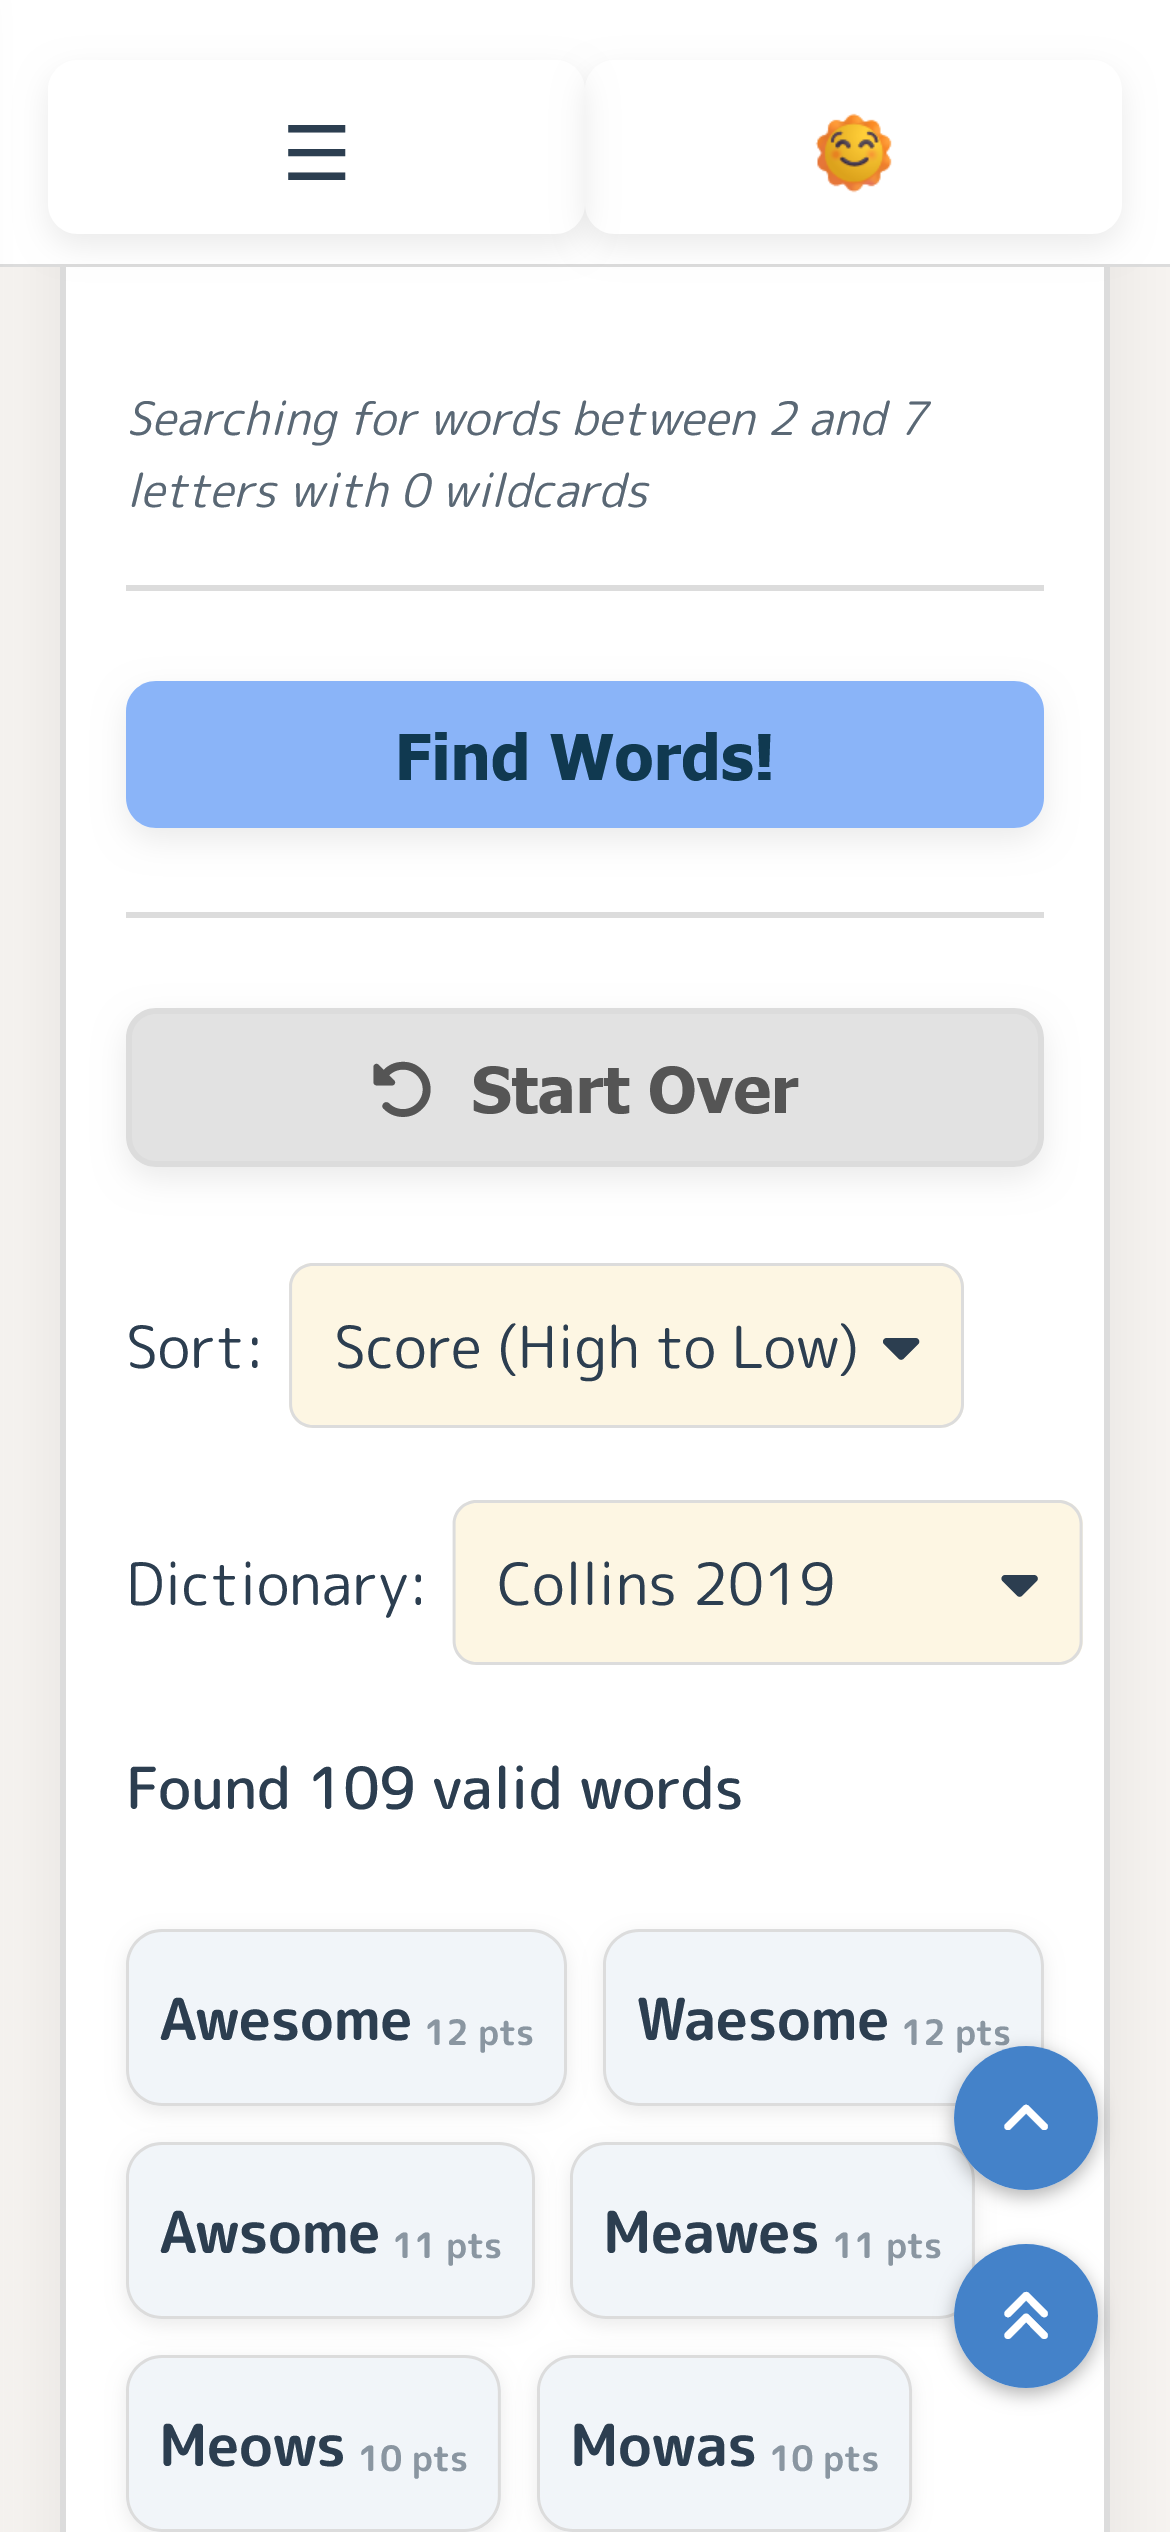 Searching for words between 2 and 7
letters with 0 wildcards
Find Words!
Start Over
Sort: Score (High to Low)
Dictionary: Collins 2019
Found 109 valid words
Awesome 12 pts
Waesome 12 pts
Awsome 11 pts
Meawes 11 pts
Meows 10 pts
Mowas 10 pts